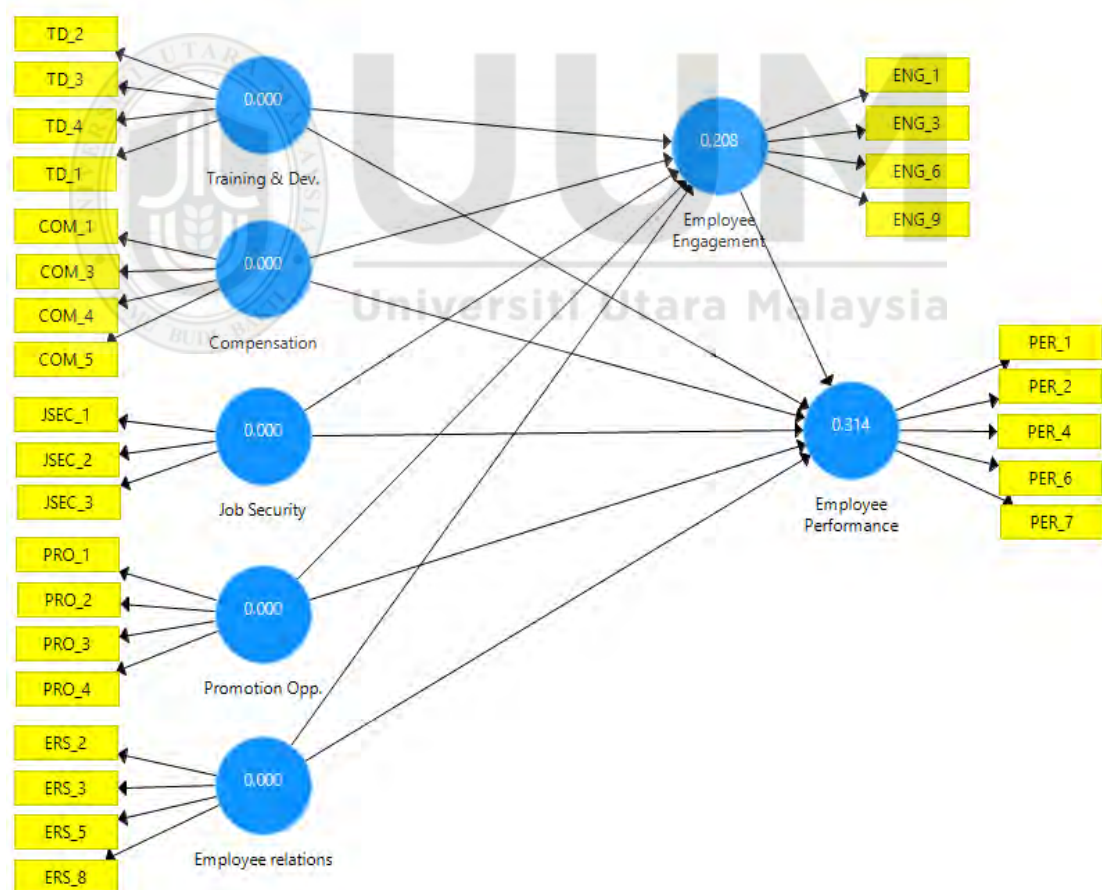 TD_2
TD_3
TD_4
TD_1
0.000
Training & Dev.
COM_1
COM_3
COM_4
COM_5
0.000
Compensation
JSEC_1
JSEC_2
JSEC_3
0.000
Job Security
PRO_1
PRO_2
PRO_3
PRO_4
0.000
Promotion Opp.
ERS_2
ERS_3
ERS_5
ERS_8
0.000
Employee relations
0.208
Employee
Engagement
ENG_1
ENG_3
ENG_6
ENG_9
0.314
Employee
Performance
PER_1
PER_2
PER_4
PER_6
PER_7
UUM
Universiti Utara Malaysia